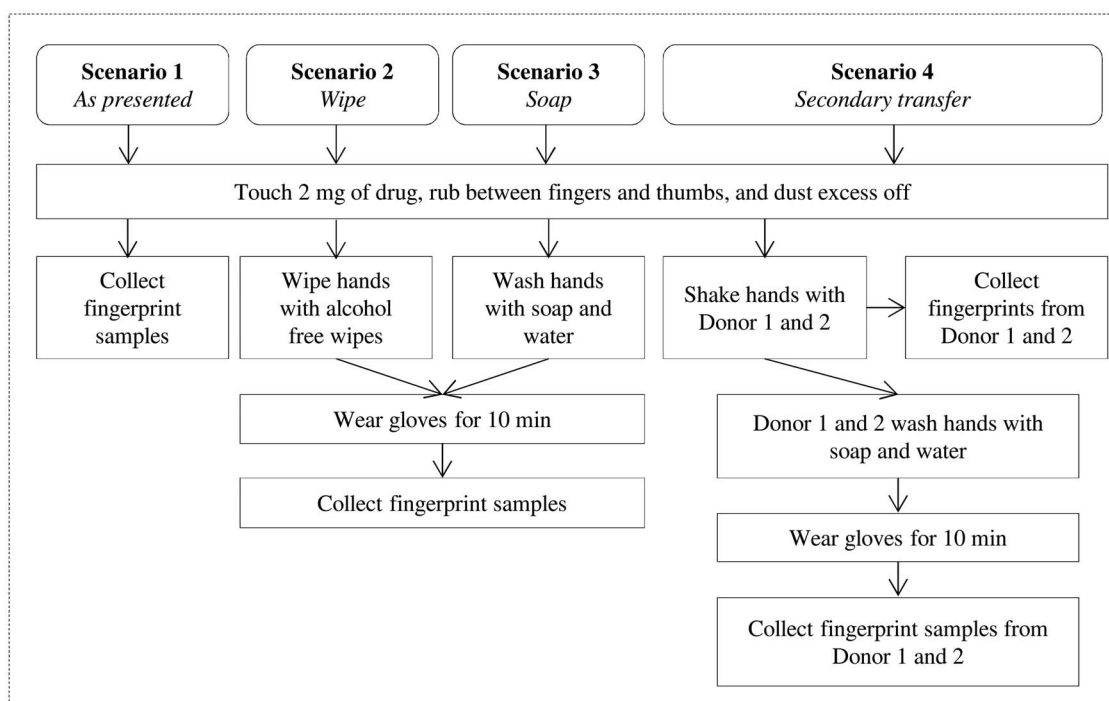 Scenario 1
As presented
Scenario 2
Wipe
Scenario 3
Soap
Scenario 4
Secondary transfer
Touch 2 mg of drug, rub between fingers and thumbs, and dust excess off
Collect
fingerprint
samples
Wipe hands
with alcohol
free wipes
Wash hands
with soap and
water
Shake hands with
Donor 1 and 2
Collect
fingerprints from
Donor 1 and 2
Wear gloves for 10 min
Collect fingerprint samples
Donor 1 and 2 wash hands with
soap and water
Wear gloves for 10 min
Collect fingerprint samples from
Donor 1 and 2